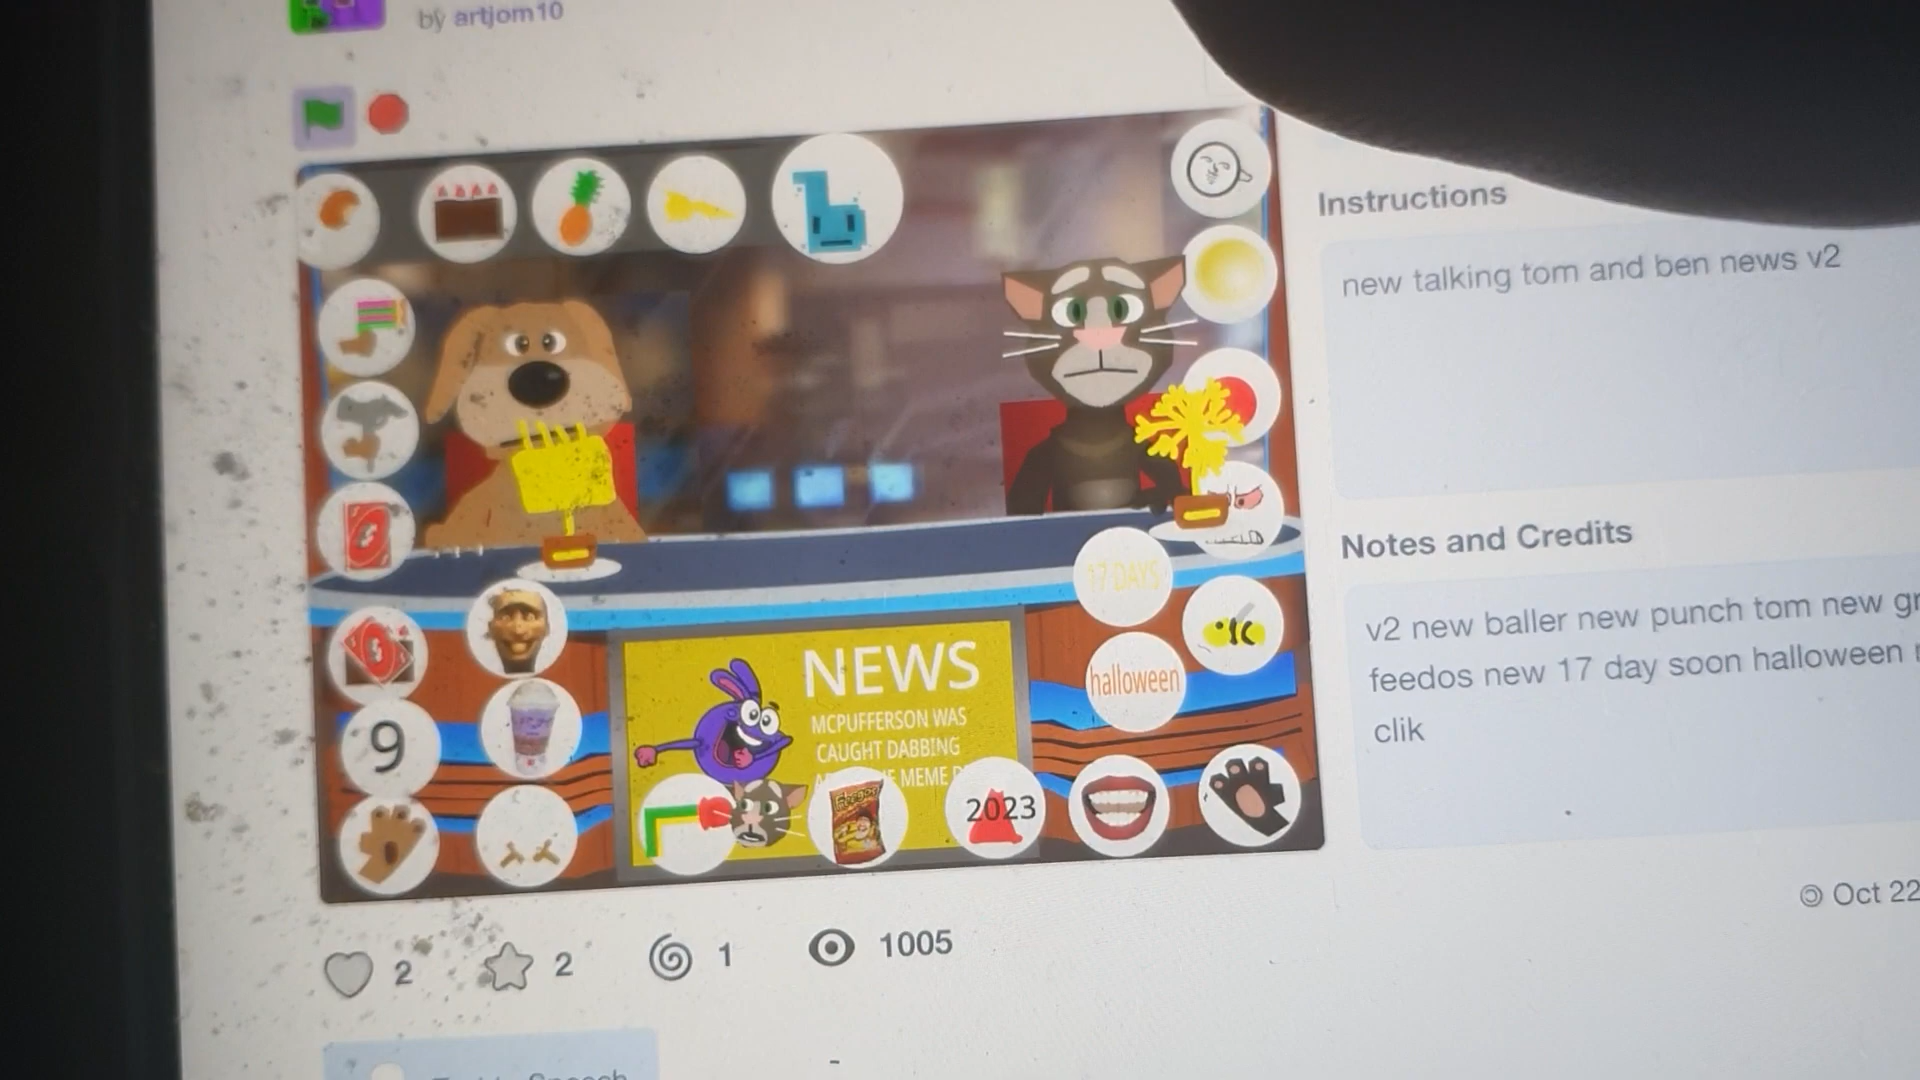 by artjom10
Instructions
new talking tom and ben news v2
Notes and Credits
v2 new baller new punch tom new
feedos new 17 day soon halloween
clik
17 DAYS
halloween
NEWS
MCPUFFERSON WAS
CAUGHT DABBING
MEME
9
2023
Oct 22
2
2
1
1005